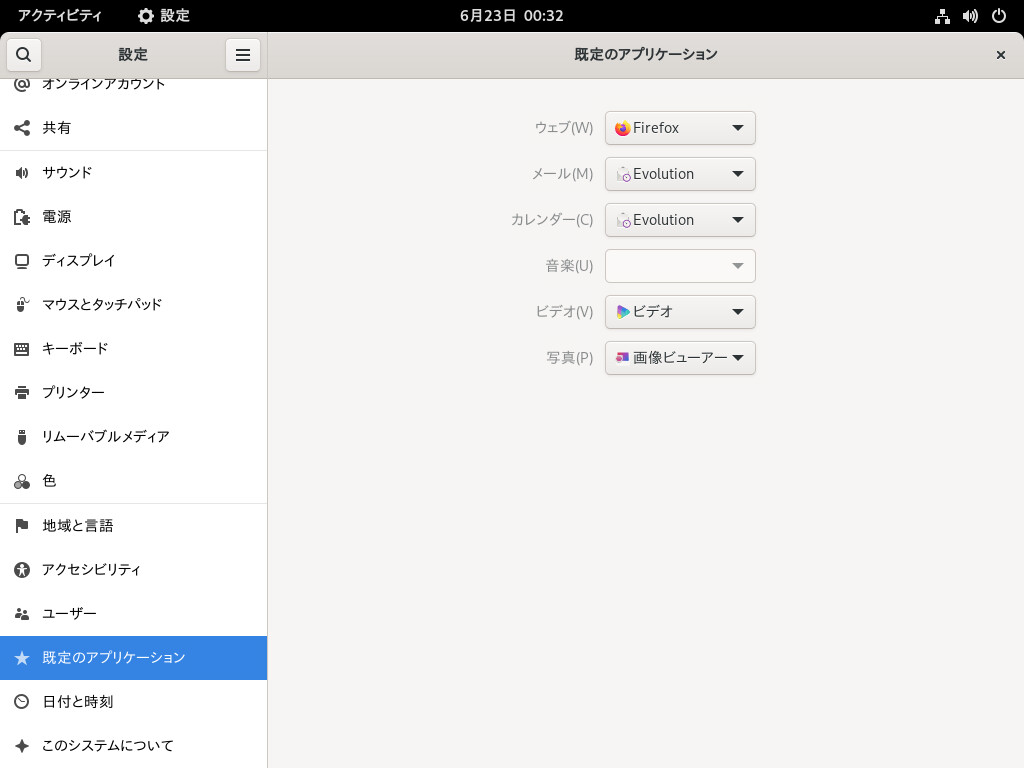 アクティビティ
設定
6月23日 00:32
設定
既定のアプリケーション
オンラインアカウント
共有
サウンド
電源
ディスプレイ
マウスとタッチパッド
キーボード
プリンター
リムーバブルメディア
色
地域と言語
アクセシビリティ
ユーザー
既定のアプリケーション
日付と時刻
このシステムについて
ウェブ(W)
Firefox
メール(M)
Evolution
カレンダー(C)
Evolution
音楽(U)
ビデオ(V)
ビデオ
写真(P)
画像ビューアー